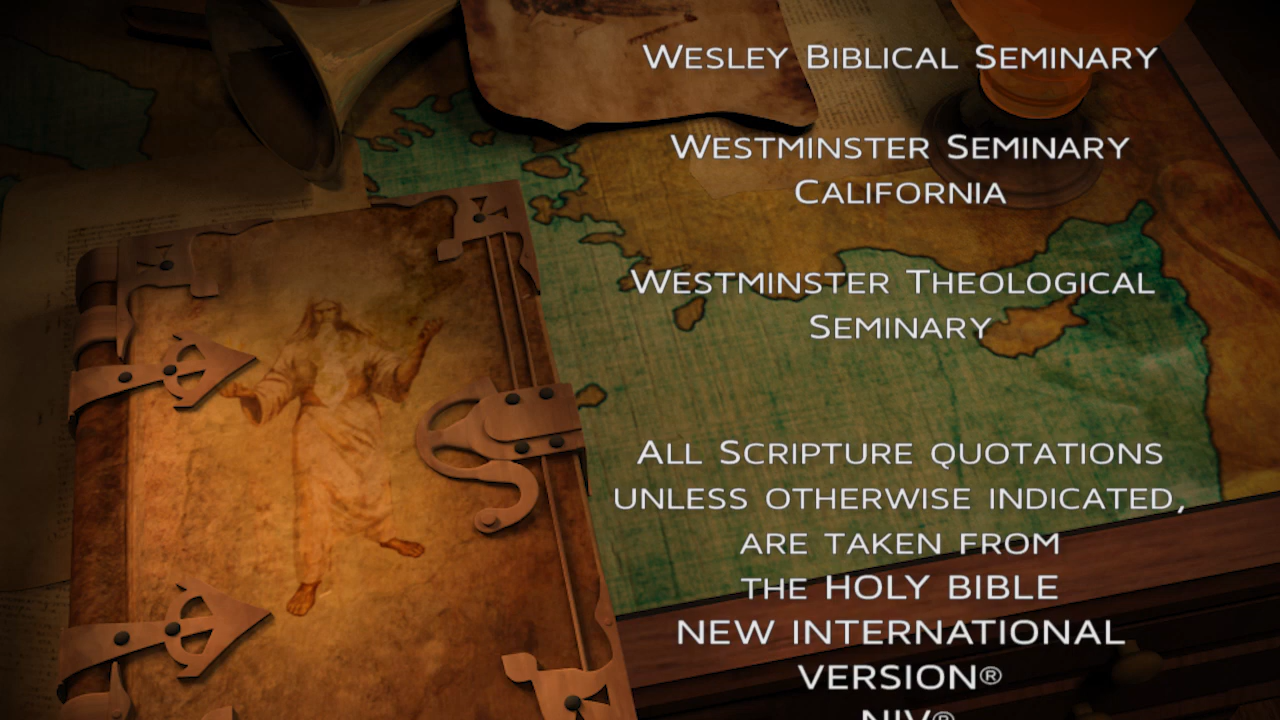 Wesley Biblical Seminary
Westminster Seminary
California
Westminster Theological
Seminary
All Scripture quotations
unless otherwise indicated,
are taken from
the HOLY BIBLE
NEW INTERNATIONAL
VERSION®
NIV®